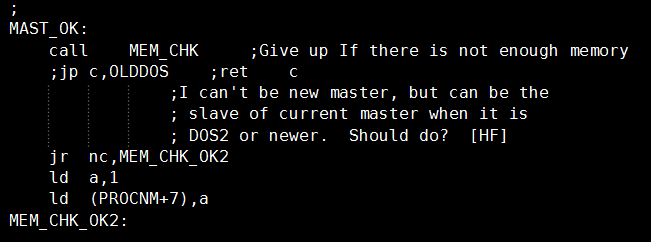 ;
MAST_OK:
call MEM_CHK ;Give up If there is not enough memory
;jp c,OLDDOS ;ret c
;I can't be new master, but can be the
; slave of current master when it is
; DOS2 or newer. Should do? [HF]
jr nc,MEM_CHK_OK2
ld a,1
ld (PROCNM+7),a
MEM_CHK_OK2: